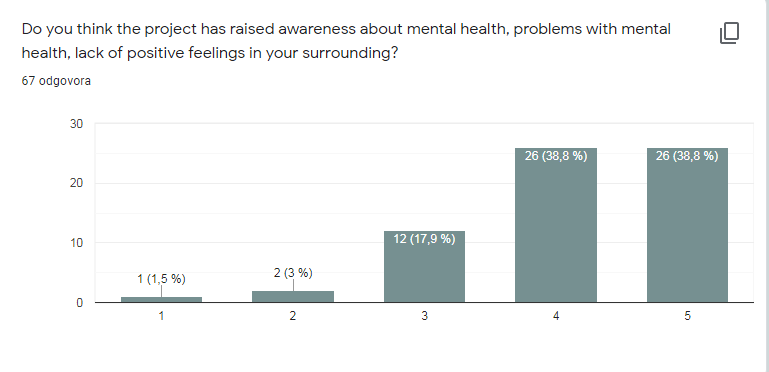 Do you think the project has raised awareness about mental health, problems with mental
health, lack of positive feelings in your surrounding?
67 odgovora
30
20
10
0
1 (1,5 %)
2 (3 %)
12 (17,9 %)
26 (38,8 %)
26 (38,8 %)
1
2
3
4
5